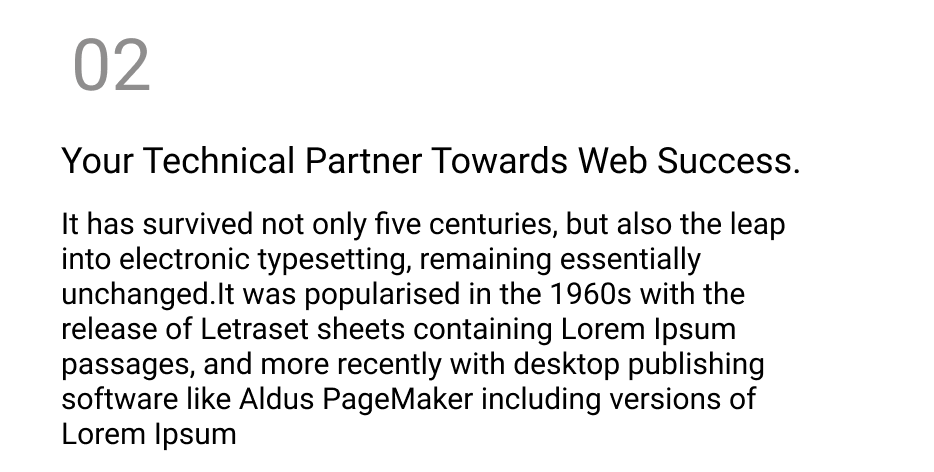 02
Your Technical Partner Towards Web Success.
It has survived not only five centuries, but also the leap
into electronic typesetting, remaining essentially
unchanged.It was popularised in the 1960s with the
release of Letraset sheets containing Lorem Ipsum
passages, and more recently with desktop publishing
software like Aldus PageMaker including versions of
Lorem Ipsum